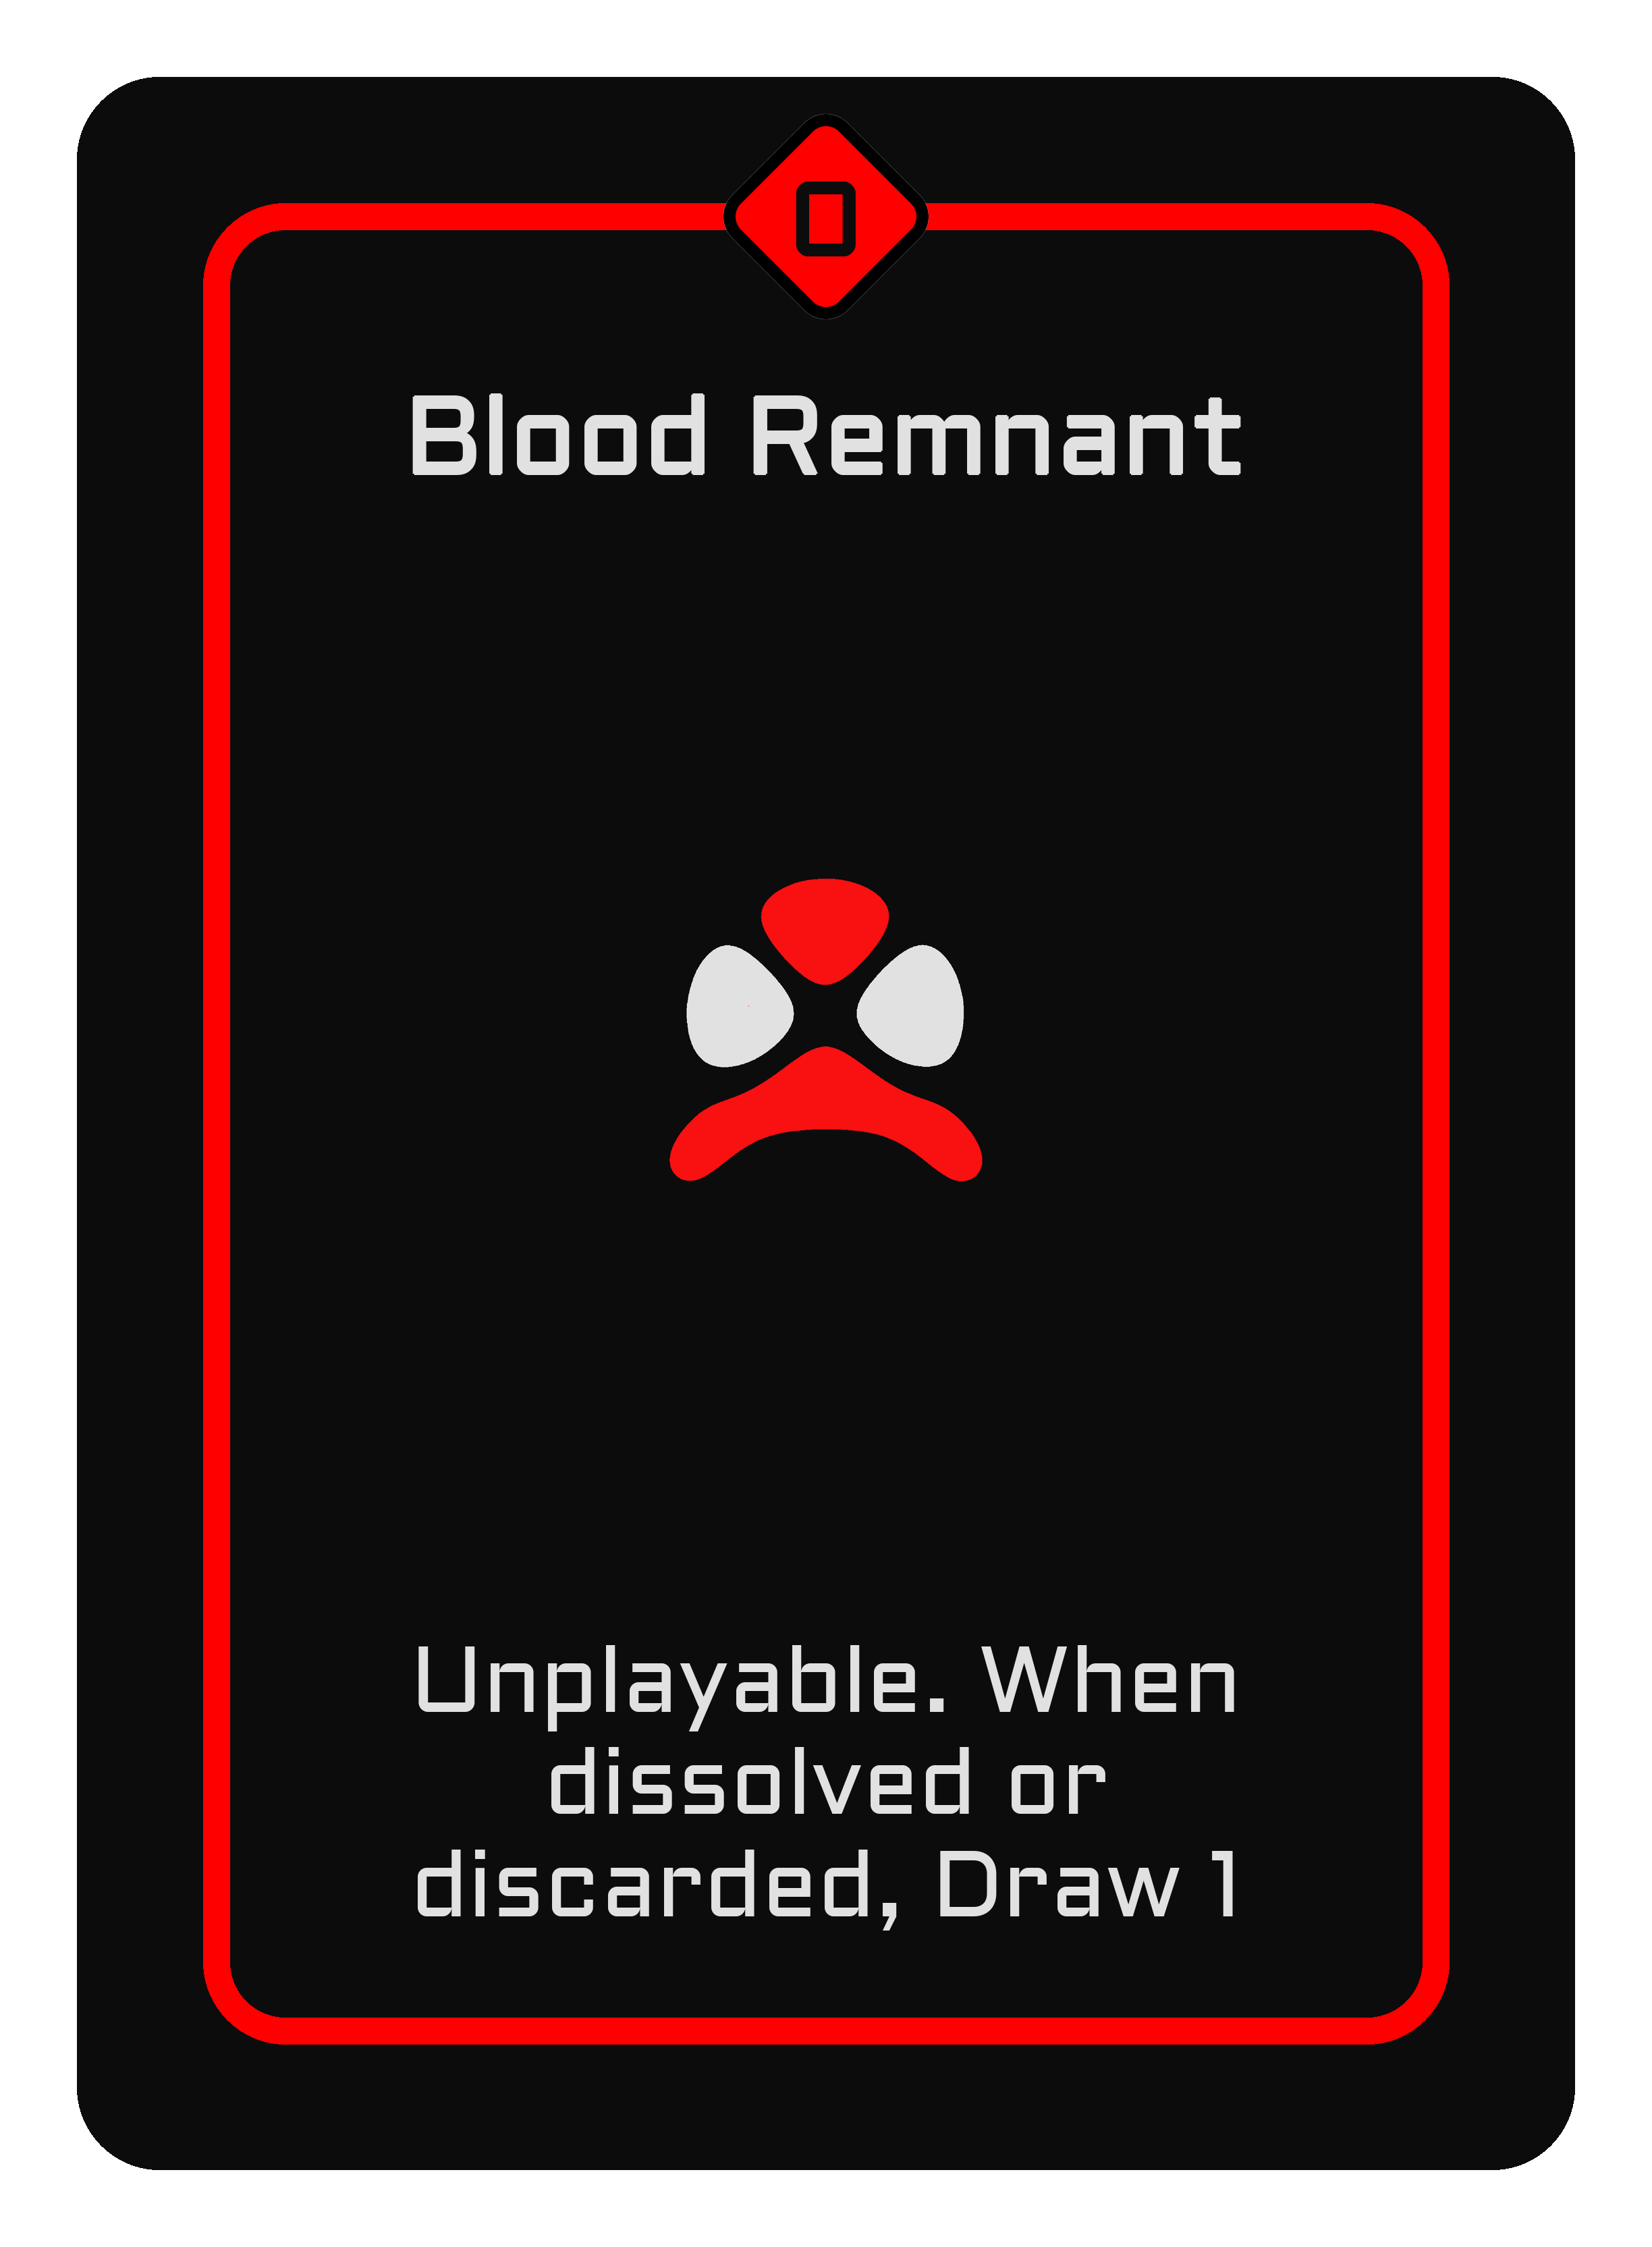 0
Blood Remnant
Unplayable. When
dissolved or
discarded, Draw 1